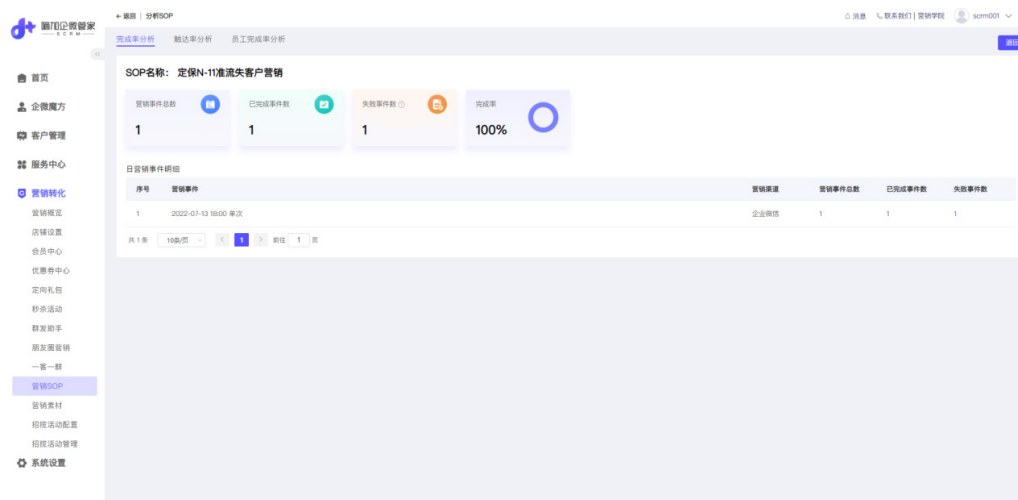 嗨加企微管家
SCRM
← 返回 | 分析SOP
消息 联系我们 | 营销学院 scrm001
完成率分析 触达率分析 员工完成率分析
首页
企微魔方
客户管理
服务中心
营销转化
营销概览
店铺设置
会员中心
优惠券中心
定向礼包
秒杀活动
群发助手
朋友圈营销
一客一群
营销SOP
营销素材
招揽活动配置
招揽活动管理
系统设置
SOP名称： 定保N-11准流失客户营销
营销事件总数 已完成事件数 失败事件数 完成率
1 1 1 100%
日营销事件明细
序号 营销事件 营销渠道 营销事件总数 已完成事件数 失败事件数
1 2022-07-13 18:00 单次 企业微信 1 1 1
共 1 条 10条/页 < 1 > 前往 1 页